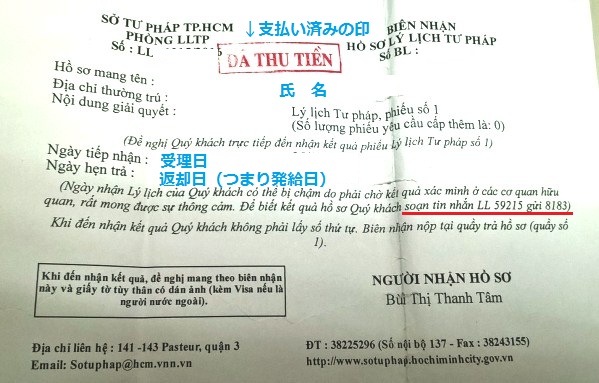 SỞ TƯ PHÁP TP.HCM
PHÒNG LLTP
Số : LL
↓支払い済みの印
ĐÃ THU TIỀN
BIÊN NHẬN
HỒ SƠ LÝ LỊCH TƯ PHÁP
Số BL :
Hồ sơ mang tên :
氏 名
Địa chỉ thường trú :
Nội dung giải quyết :
Lý lịch Tư pháp, phiếu số 1
(Số lượng phiếu yêu cầu cấp thêm là: 0)
(Đề nghị Quý khách trực tiếp đến nhận kết quả phiếu Lý lịch Tư pháp số 1)
Ngày tiếp nhận : 受理日
Ngày hẹn trả : 返却日（つまり発給日）
(Ngày nhận Lý lịch của Quý khách có thể bị chậm do phải chờ kết quả xác minh ở các cơ quan hữu
quan, rất mong được sự thông cảm. Để biết kết quả hồ sơ Quý khách soạn tin nhắn LL 59215 gửi 8183)
Khi đến nhận kết quả Quý khách không phải lấy số thứ tự. Biên nhận nộp tại quầy trả hồ sơ (quầy số
1).
Khi đến nhận kết quả, đề nghị mang theo biên nhận
này và giấy tờ tùy thân có dán ảnh (kèm Visa nếu là
người nước ngoài).
NGƯỜI NHẬN HỒ SƠ
Bùi Thị Thanh Tâm
Địa chỉ liên hệ : 141 -143 Pasteur, quận 3
Email: Sotuphap@hcm.vnn.vn
ĐT : 38225296 (Số nội bộ 137 - Fax : 38243155)
http://www.sotuphap.hochiminhcity.gov.vn